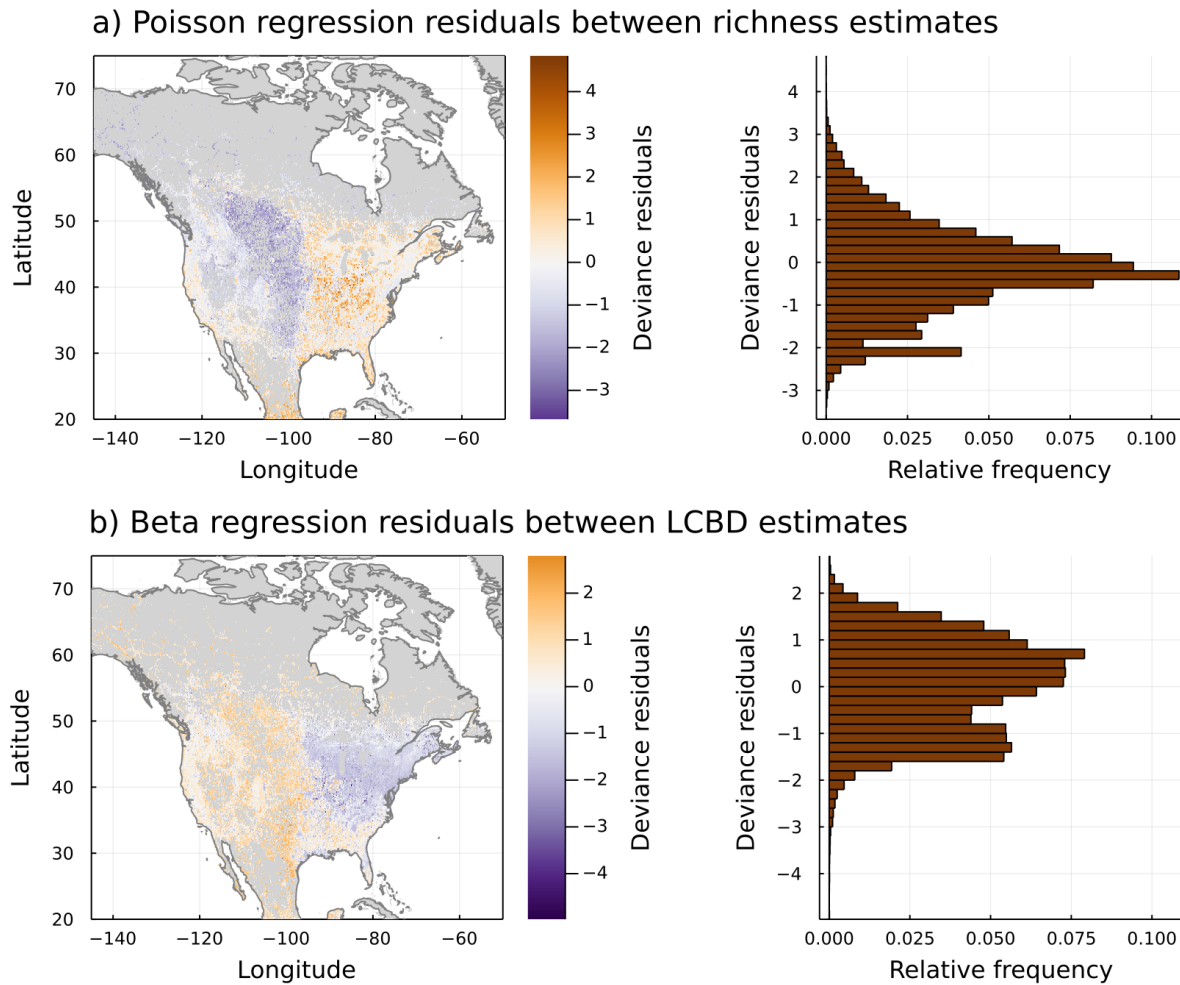 a) Poisson regression residuals between richness estimates
70
60
50
40
30
20
Latitude
−140 −120 −100 −80 −60
Longitude
4
3
2
1
0
−1
−2
−3
Deviance residuals
Deviance residuals
4
3
2
1
0
-1
-2
-3
0.000 0.025 0.050 0.075 0.100
Relative frequency
b) Beta regression residuals between LCBD estimates
70
60
50
40
30
20
Latitude
−140 −120 −100 −80 −60
Longitude
2
1
0
−1
−2
−3
−4
Deviance residuals
Deviance residuals
2
1
0
−1
−2
−3
−4
0.000 0.025 0.050 0.075 0.100
Relative frequency